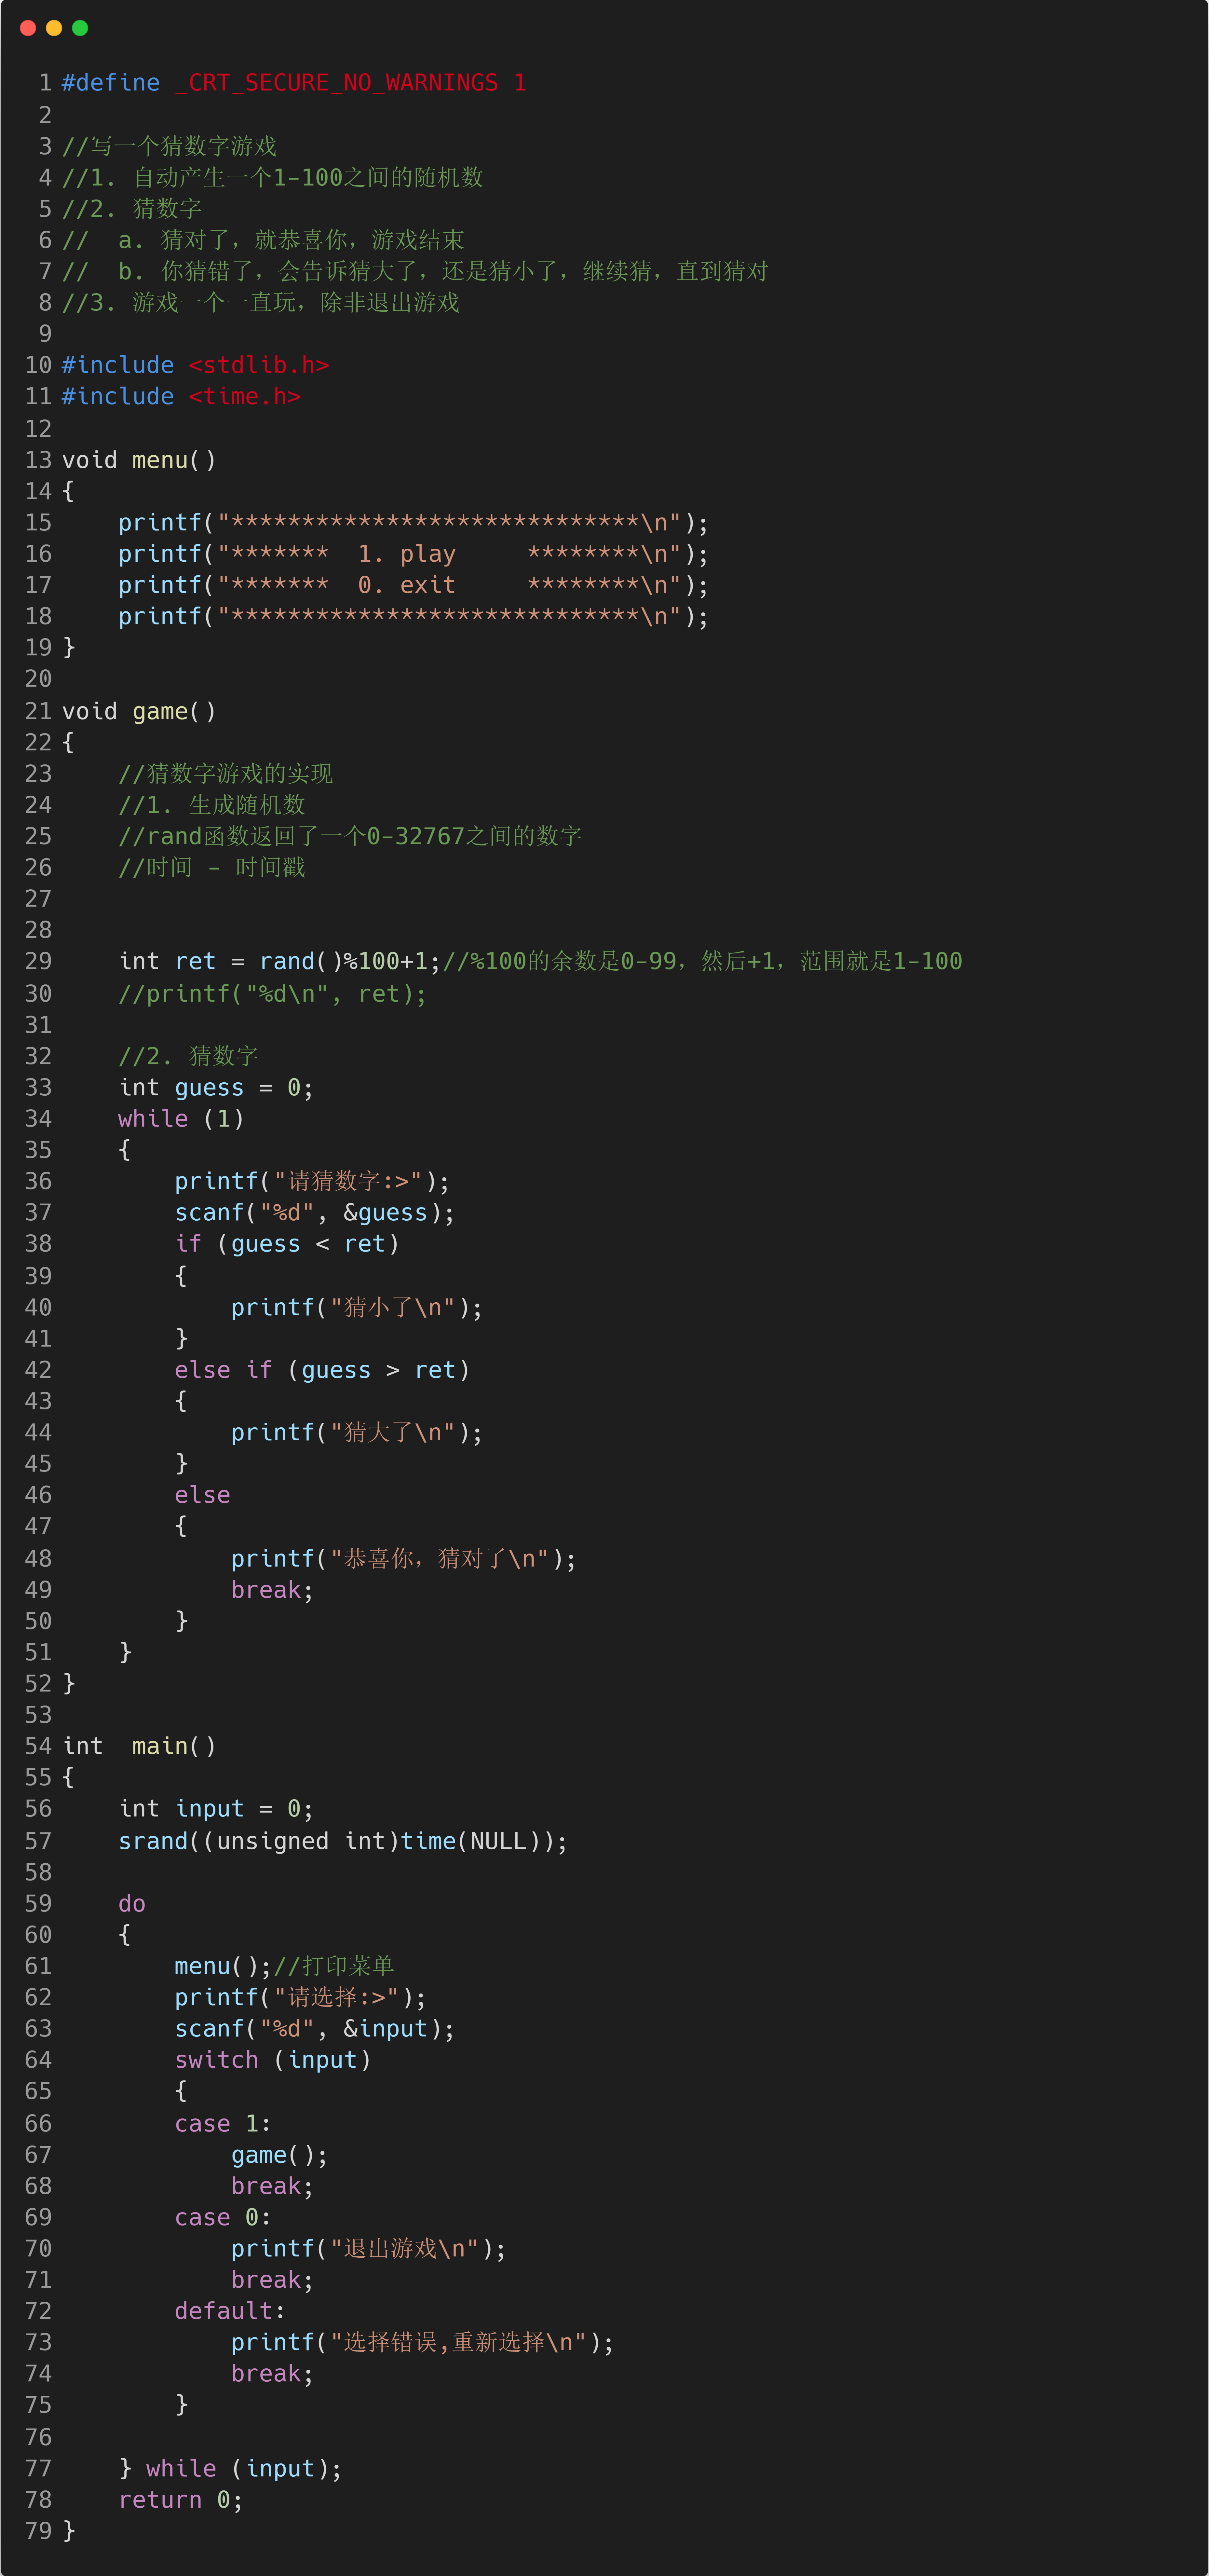 1 #define _CRT_SECURE_NO_WARNINGS 1
2
3 //写一个猜数字游戏
4 //1. 自动产生一个1-100之间的随机数
5 //2. 猜数字
6 //  a. 猜对了，就恭喜你，游戏结束
7 //  b. 你猜错了，会告诉猜大了，还是猜小了，继续猜，直到猜对
8 //3. 游戏一个一直玩，除非退出游戏
9
10 #include <stdlib.h>
11 #include <time.h>
12
13 void menu()
14 {
15     printf("*****************************\n");
16     printf("*******  1. play     ********\n");
17     printf("*******  0. exit     ********\n");
18     printf("*****************************\n");
19 }
20
21 void game()
22 {
23     //猜数字游戏的实现
24     //1. 生成随机数
25     //rand函数返回了一个0-32767之间的数字
26     //时间 - 时间戳
27
28
29     int ret = rand()%100+1;//%100的余数是0-99，然后+1，范围就是1-100
30     //printf("%d\n", ret);
31
32     //2. 猜数字
33     int guess = 0;
34     while (1)
35     {
36         printf("请猜数字:>");
37         scanf("%d", &guess);
38         if (guess < ret)
39         {
40             printf("猜小了\n");
41         }
42         else if (guess > ret)
43         {
44             printf("猜大了\n");
45         }
46         else
47         {
48             printf("恭喜你，猜对了\n");
49             break;
50         }
51     }
52 }
53
54 int  main()
55 {
56     int input = 0;
57     srand((unsigned int)time(NULL));
58
59     do
60     {
61         menu();//打印菜单
62         printf("请选择:>");
63         scanf("%d", &input);
64         switch (input)
65         {
66         case 1:
67             game();
68             break;
69         case 0:
70             printf("退出游戏\n");
71             break;
72         default:
73             printf("选择错误,重新选择\n");
74             break;
75         }
76
77     } while (input);
78     return 0;
79 }